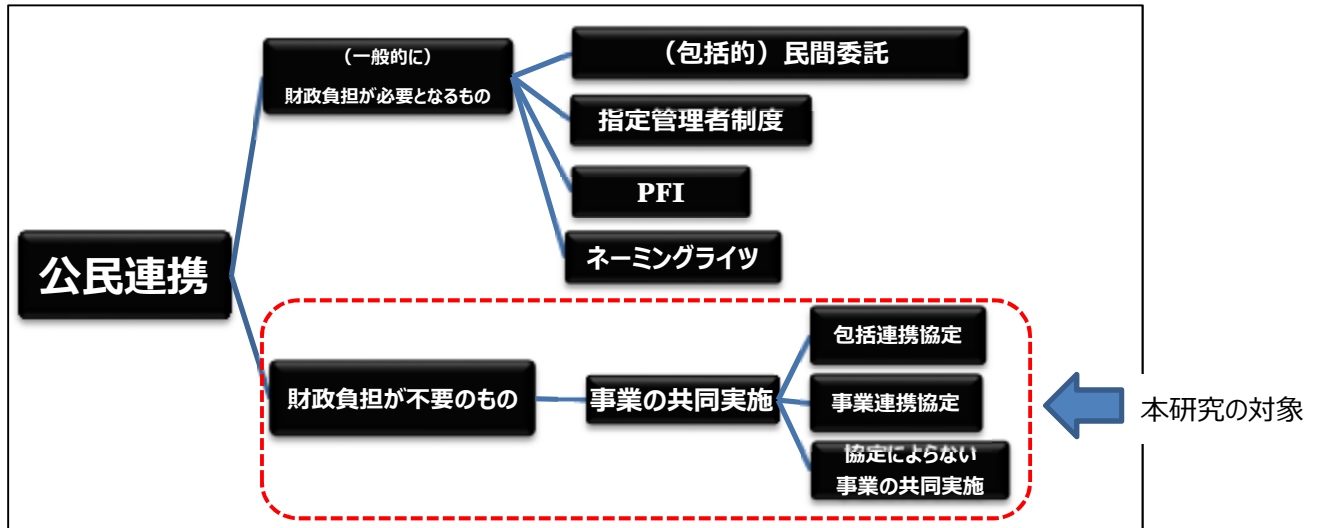 公民連携
（一般的に）
財政負担が必要となるもの
（包括的）民間委託
指定管理者制度
PFI
ネーミングライツ
財政負担が不要のもの
事業の共同実施
包括連携協定
事業連携協定
協定によらない
事業の共同実施
本研究の対象